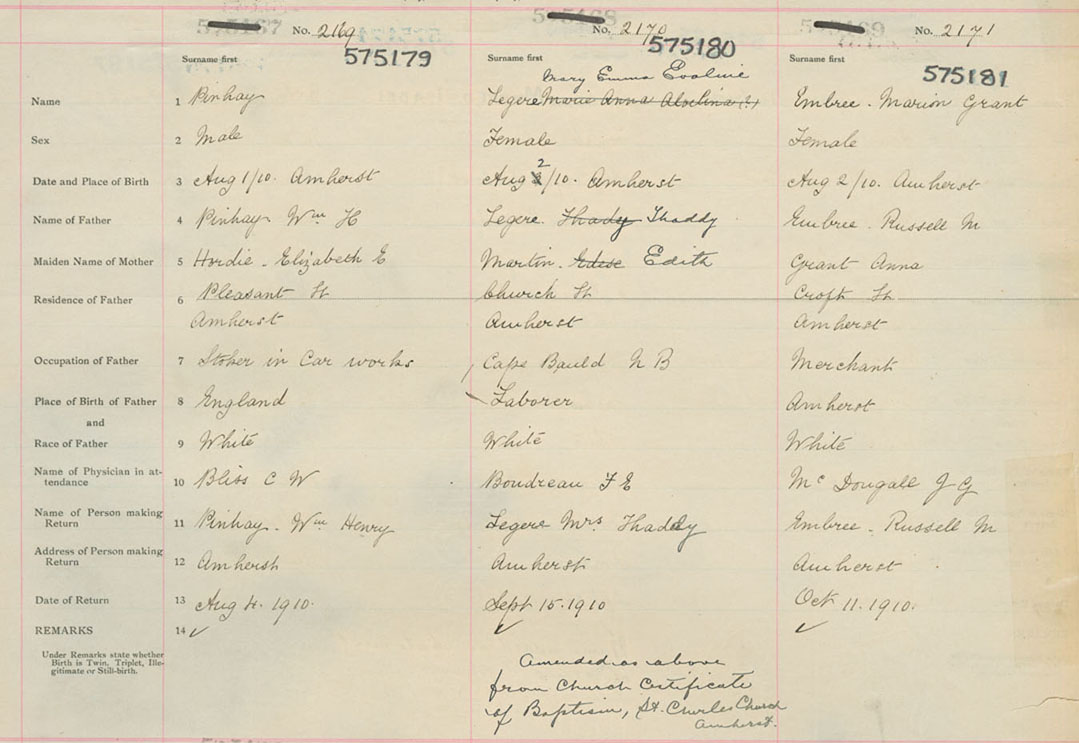 No. 2169 No. 2170 No. 2171
575179 575180 575181
Surname first Surname first Surname first
Mary Emma Evoline
Name 1 Pinhay Legere Marie Anna Embree. Marion Grant
Sex 2 Male Female Female
Date and Place of Birth 3 Aug 1/10. Amherst Aug 2/10. Amherst Aug 2/10. Amherst
Name of Father 4 Pinhay Wm H Legere. Thadey Thaddy Embree. Russell M
Maiden Name of Mother 5 Hordie. Elizabeth E Martin. Edese Edith Grant Anna
Residence of Father 6 Pleasant St Church St Croft St
Amherst Amherst Amherst
Occupation of Father 7 Stoker in Car works Cape Bauld N B Merchant
Place of Birth of Father 8 England Laborer Amherst
and
Race of Father 9 White White White
Name of Physician in at-
tendance 10 Bliss C W Boudreau F E Mc Dougall J G
Name of Person making
Return 11 Pinhay. Wm Henry Legere Mrs Thaddy Embree. Russell M
Address of Person making
Return 12 Amherst Amherst Amherst
Date of Return 13 Aug 4. 1910. Sept 15. 1910 Oct 11. 1910.
REMARKS 14 ✓ ✓ ✓
Under Remarks state whether
Birth is Twin, Triplet, Ille-
gitimate or Still-birth.
Amended as above
from Church Certificate
of Baptism, St. Charles Church
Amherst.